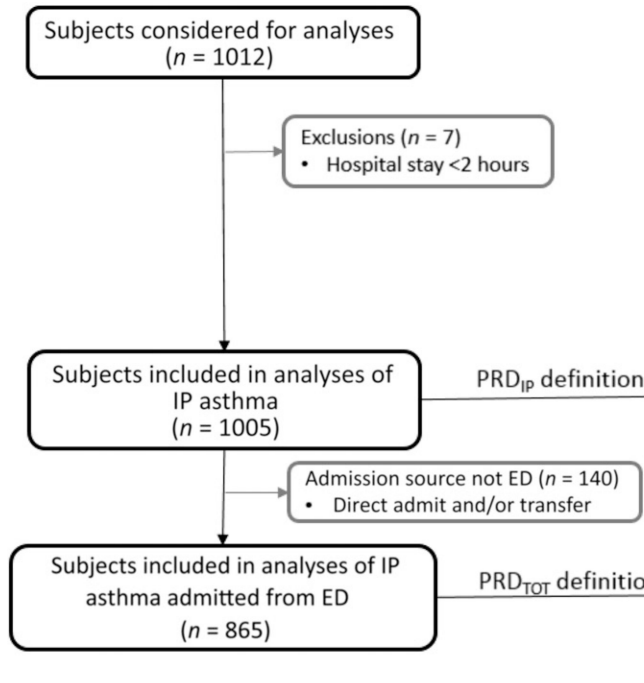 Subjects considered for analyses
(n = 1012)
Exclusions (n = 7)
• Hospital stay <2 hours
Subjects included in analyses of
IP asthma
(n = 1005)
PRDIP definition
Admission source not ED (n = 140)
• Direct admit and/or transfer
Subjects included in analyses of IP
asthma admitted from ED
(n = 865)
PRDTOT definitio